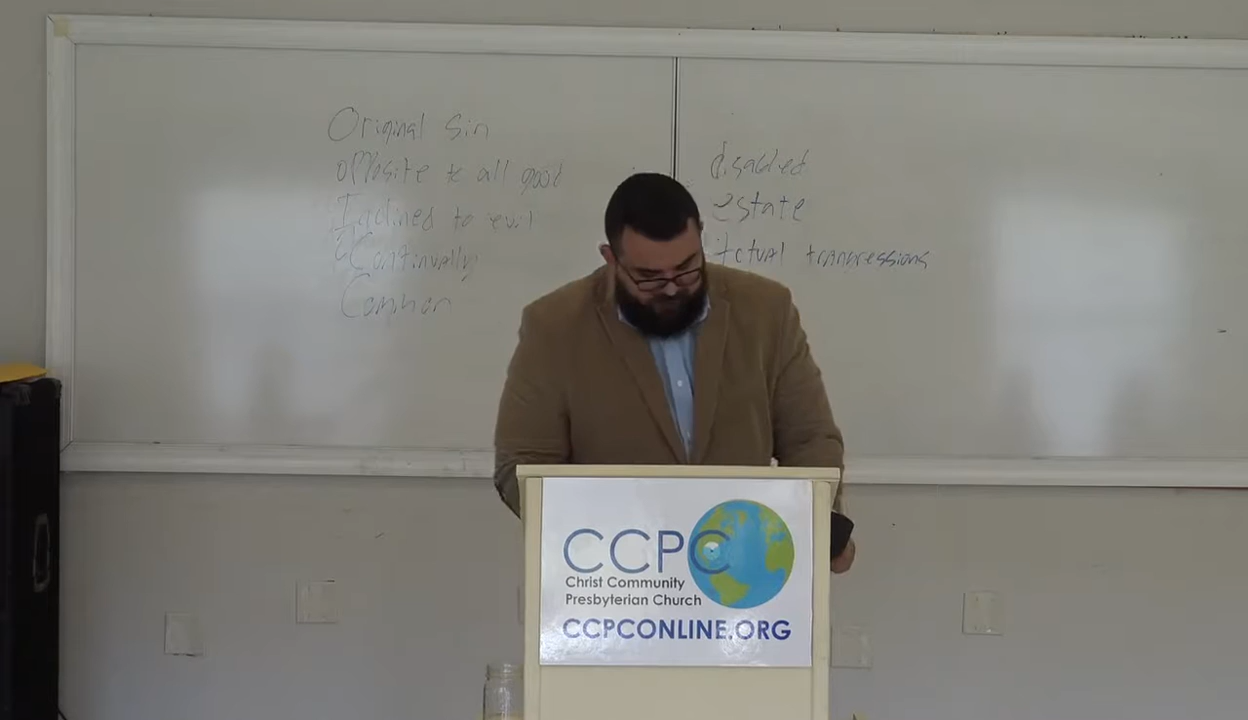 Original Sin
opposite to all good
Inclined to evil
Continually
Common
disabled
estate
actual trangressions
CCPC
Christ Community
Presbyterian Church
CCPCONLINE.ORG